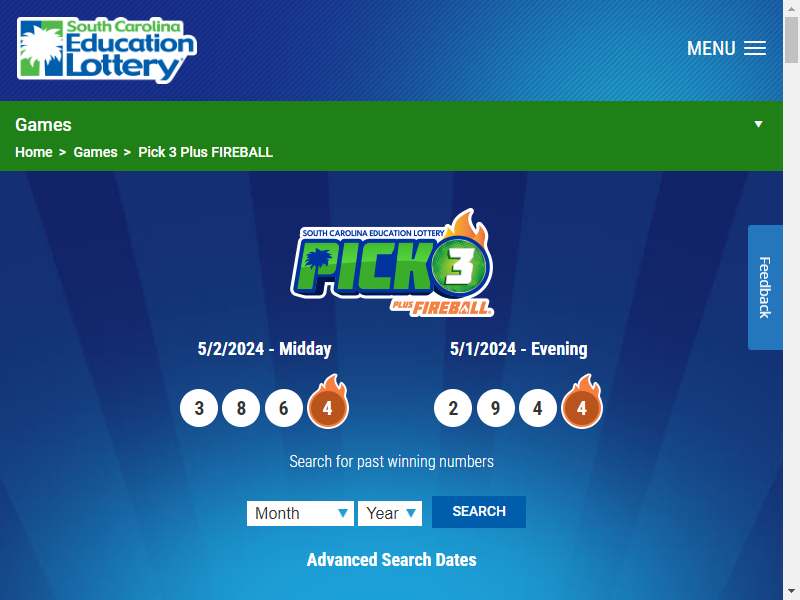 South Carolina
Education
Lottery
MENU
Games
Home > Games > Pick 3 Plus FIREBALL
SOUTH CAROLINA EDUCATION LOTTERY
PICK 3
PLUS FIREBALL
Feedback
5/2/2024 - Midday
3 8 6 4
5/1/2024 - Evening
2 9 4 4
Search for past winning numbers
Month Year SEARCH
Advanced Search Dates